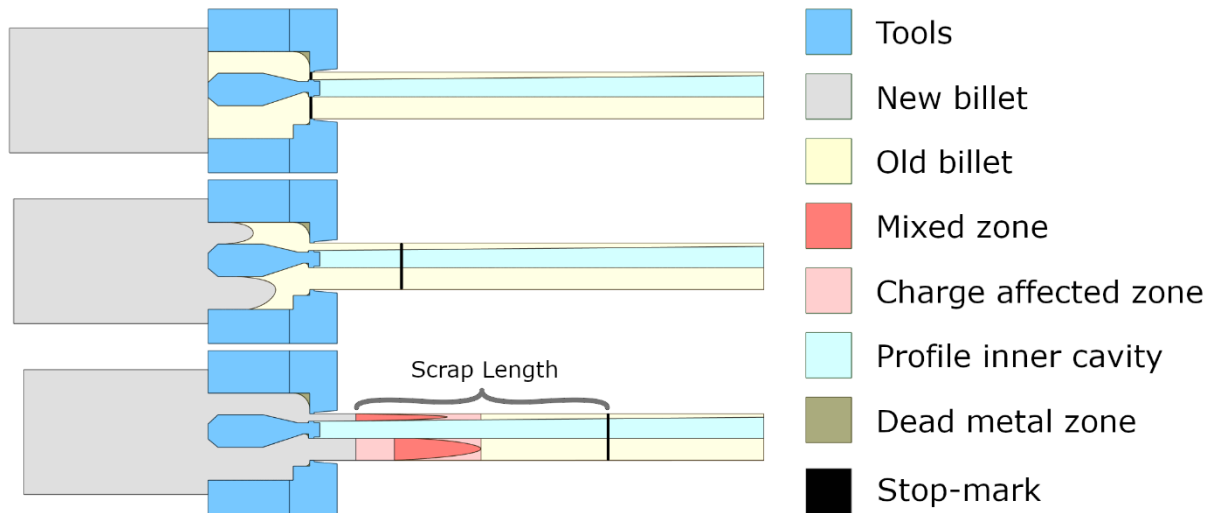 Tools
New billet
Old billet
Mixed zone
Charge affected zone
Profile inner cavity
Dead metal zone
Stop-mark
Scrap Length